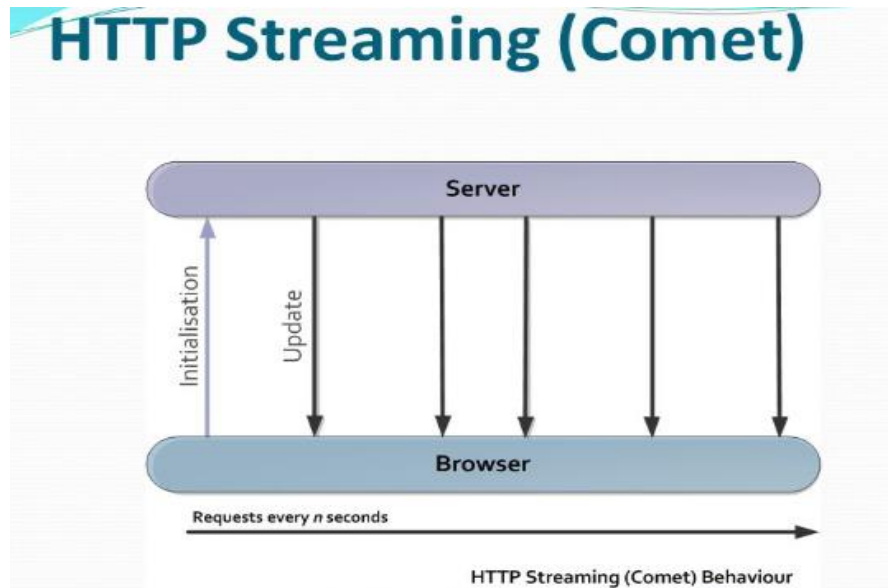 HTTP Streaming (Comet)
Server
Initialisation
Update
Browser
Requests every n seconds
HTTP Streaming (Comet) Behaviour